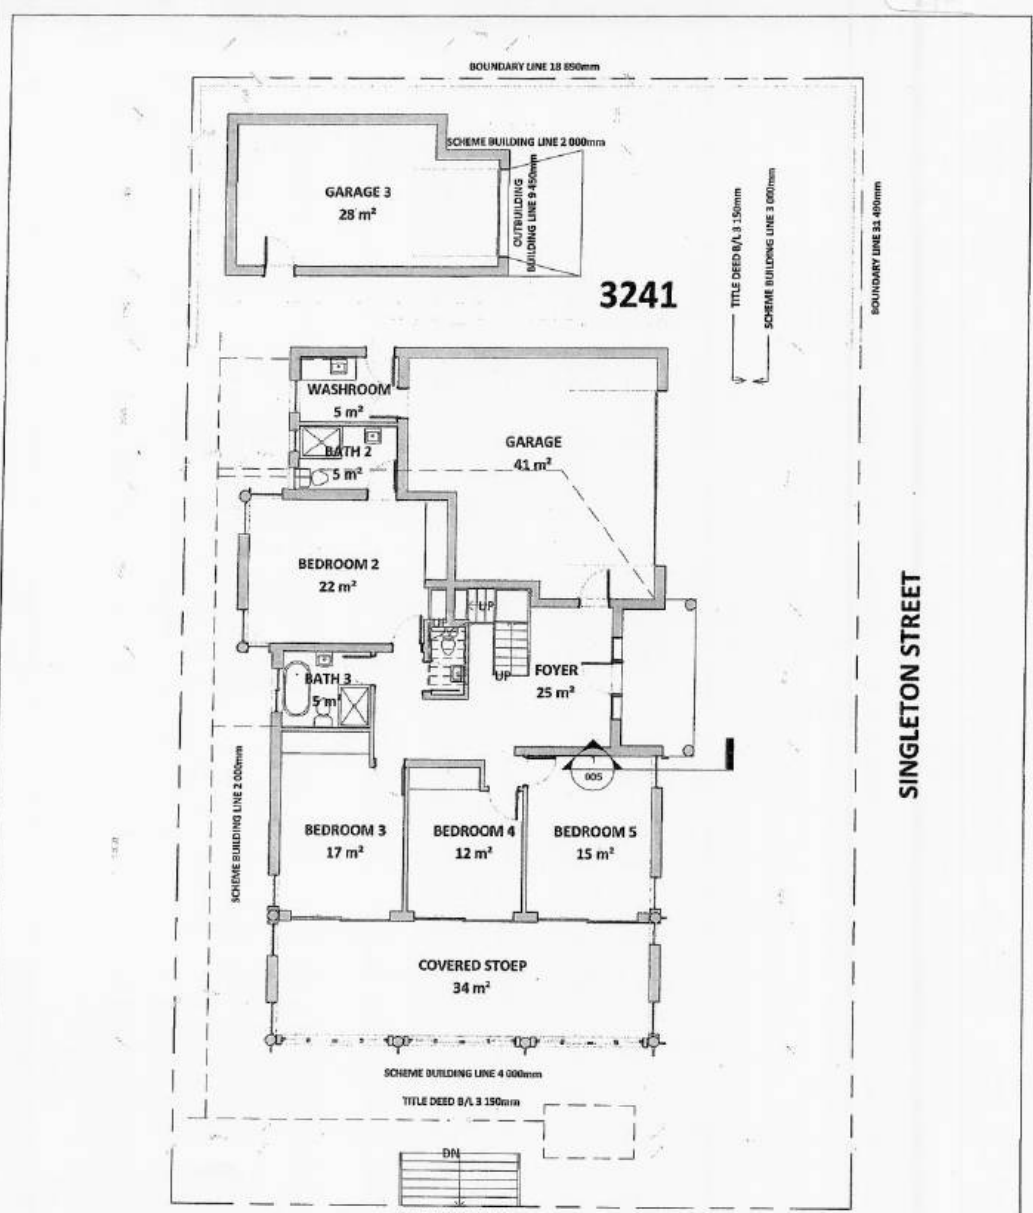 BOUNDARY LINE 18 890mm
SCHEME BUILDING LINE 2 000mm
GARAGE 3
28 m²
OUTBUILDING
BUILDING LINE 9 450mm
TITLE DEED B/L 3 150mm
SCHEME BUILDING LINE 3 000mm
BOUNDARY LINE 31 490mm
3241
WASHROOM
5 m²
BATH 2
5 m²
GARAGE
41 m²
BEDROOM 2
22 m²
UP
UP
FOYER
25 m²
BATH 3
5 m²
SINGLETON STREET
1
005
SCHEME BUILDING LINE 2 000mm
BEDROOM 3
17 m²
BEDROOM 4
12 m²
BEDROOM 5
15 m²
COVERED STOEP
34 m²
SCHEME BUILDING LINE 4 000mm
TITLE DEED B/L 3 150mm
DN